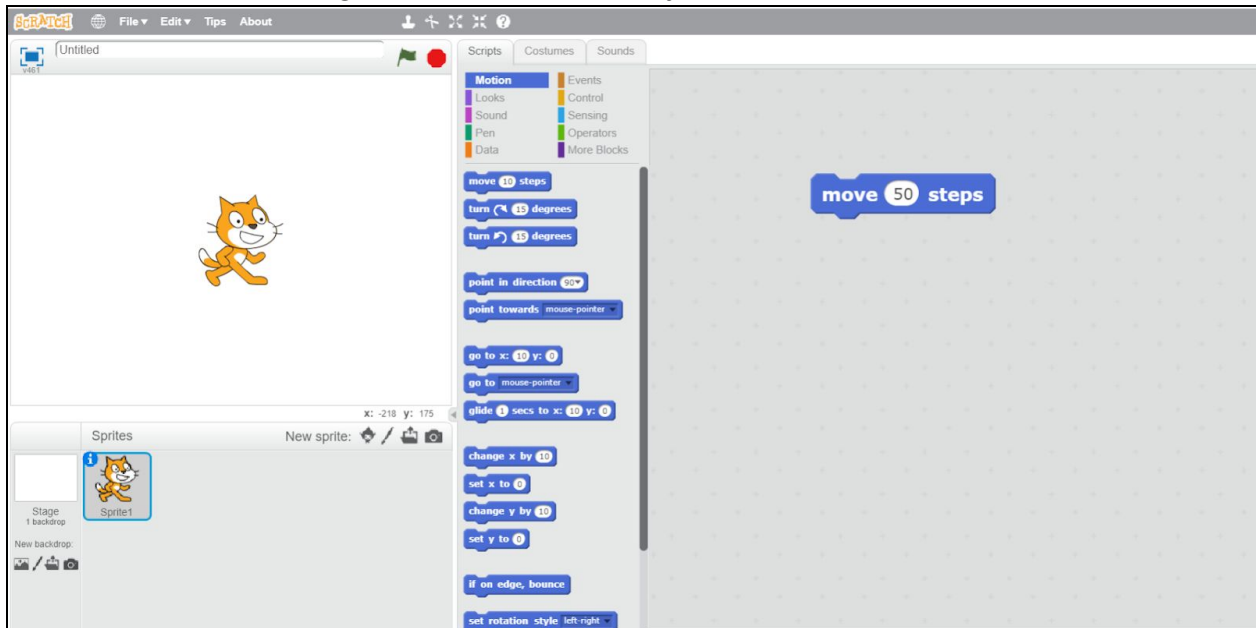 SCRATCH File Edit Tips About
Untitled
v461
x: -218 y: 175
Sprites New sprite:
Stage
1 backdrop
Sprite1
New backdrop:
Scripts Costumes Sounds
Motion Events
Looks Control
Sound Sensing
Pen Operators
Data More Blocks
move 10 steps
turn 15 degrees
turn 15 degrees
point in direction 90
point towards mouse-pointer
go to x: 10 y: 0
go to mouse-pointer
glide 1 secs to x: 10 y: 0
change x by 10
set x to 0
change y by 10
set y to 0
if on edge, bounce
set rotation style left-right
move 50 steps